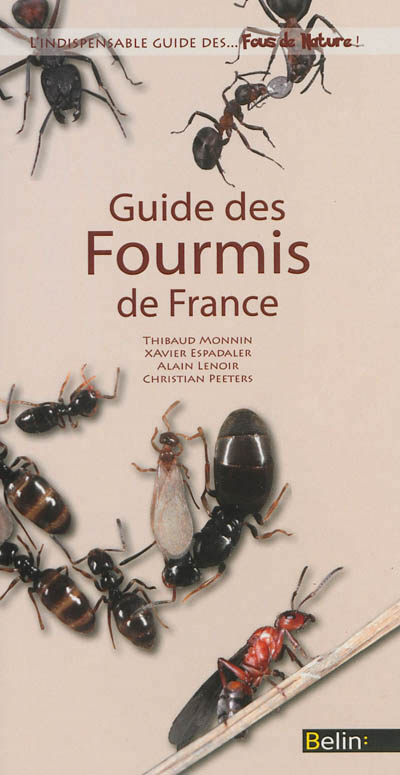 L'INDISPENSABLE GUIDE DES... Fous de Nature !
Guide des
Fourmis
de France
THIBAUD MONNIN
XAVIER ESPADALER
ALAIN LENOIR
CHRISTIAN PEETERS
Belin: